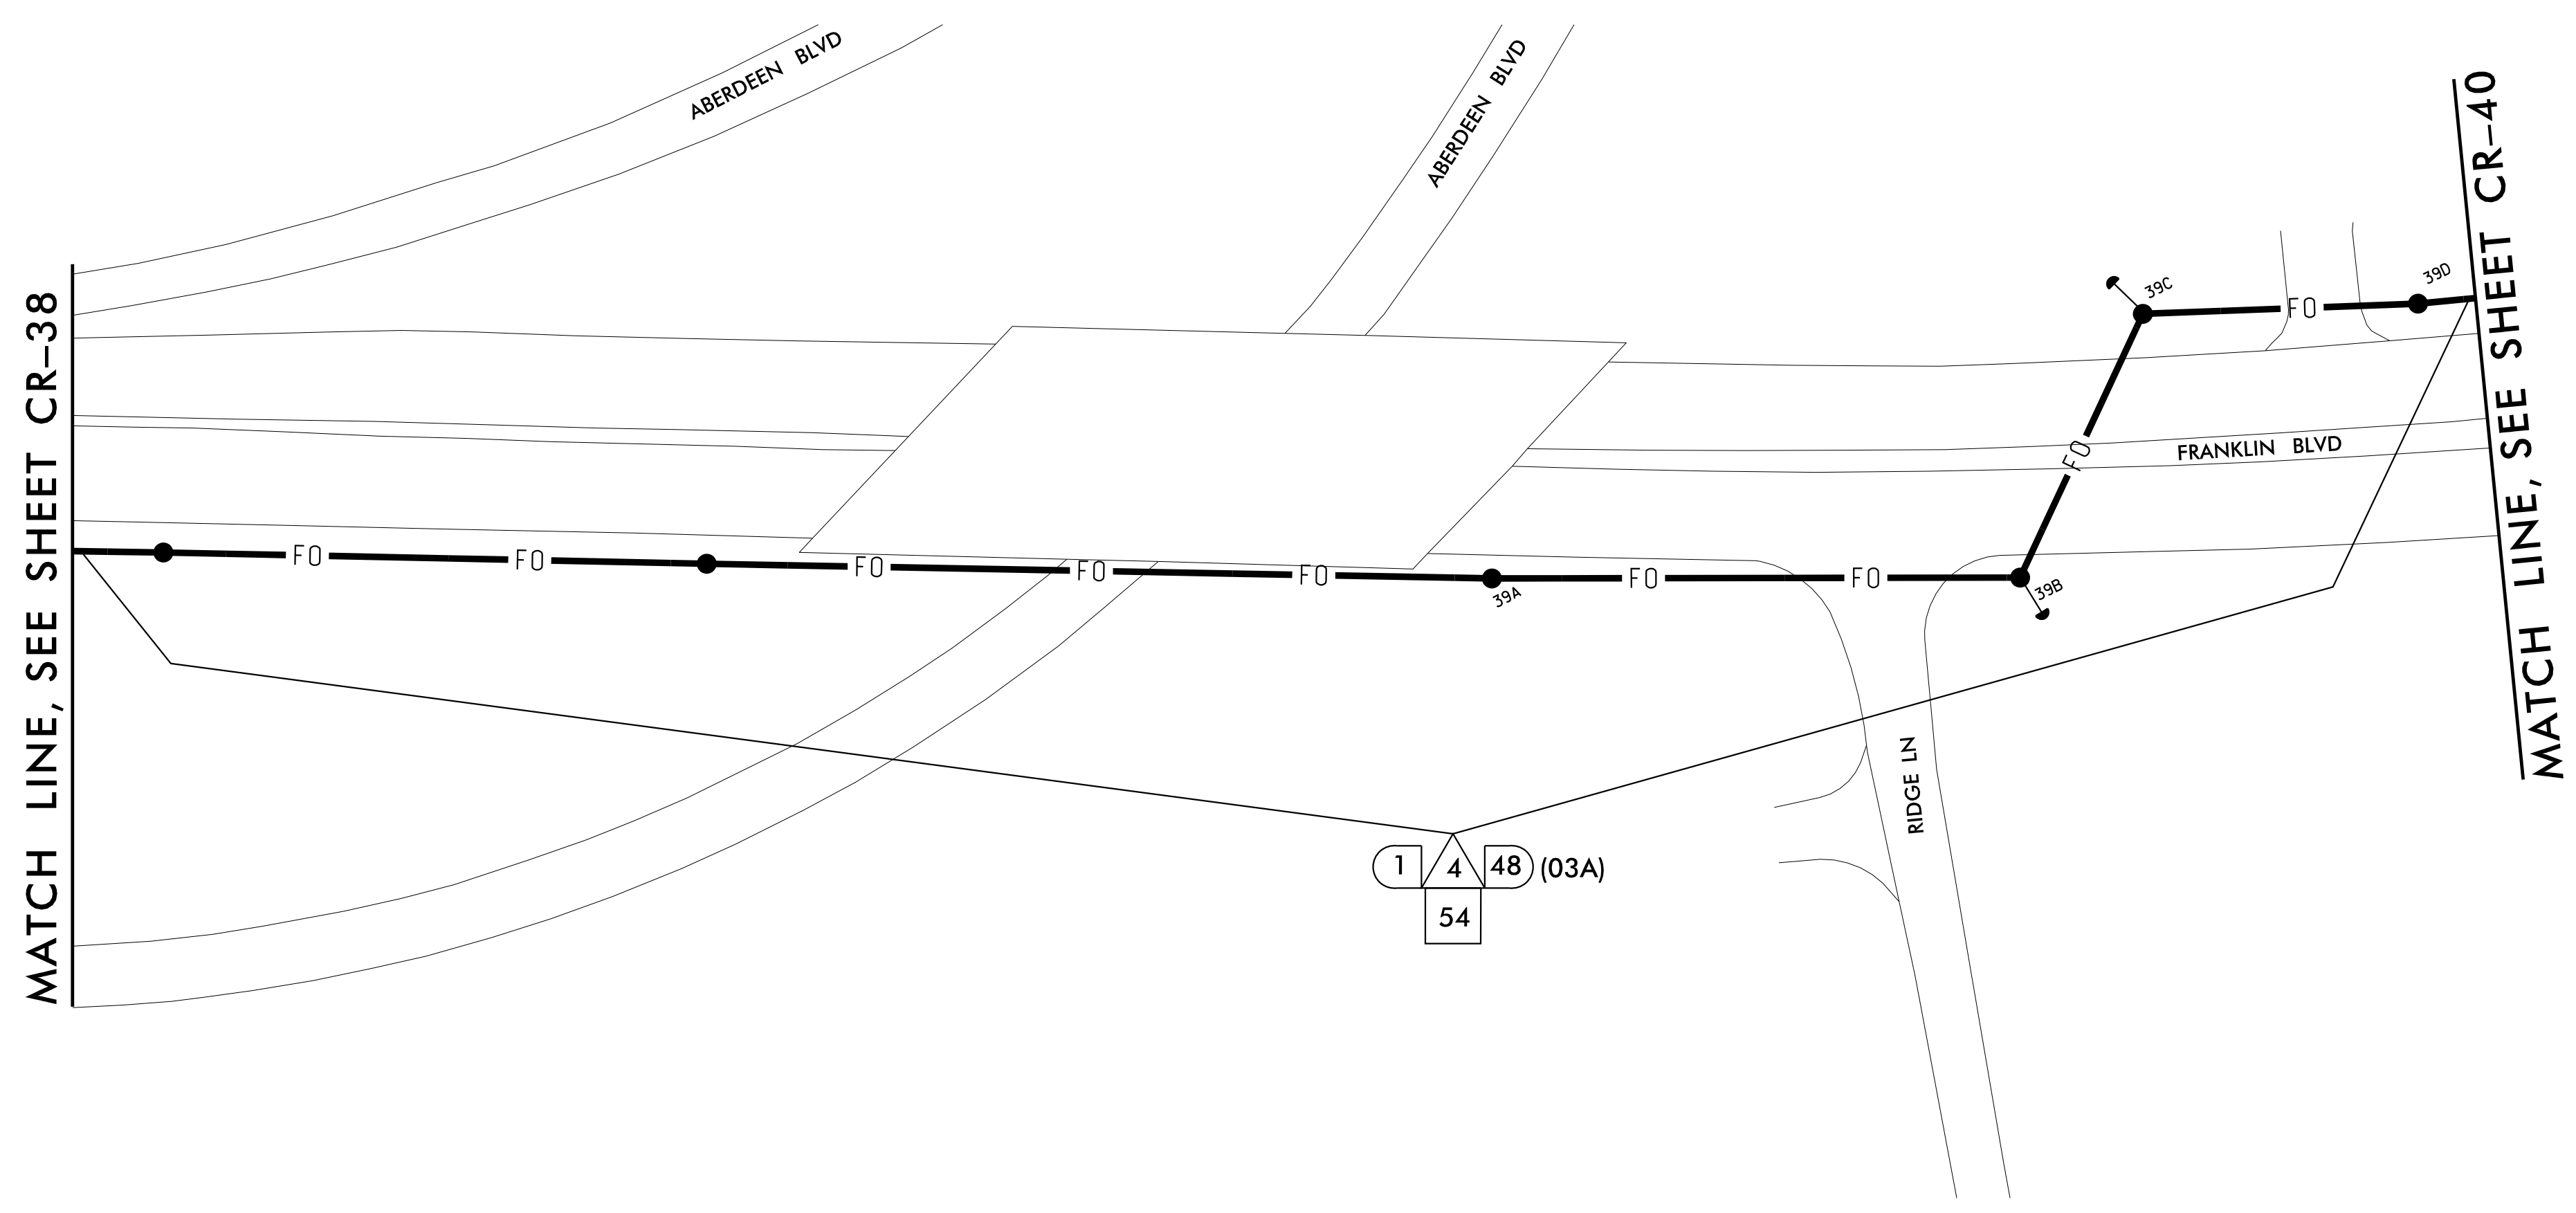 ABERDEEN BLVD
ABERDEEN BLVD
MATCH LINE, SEE SHEET CR-38
MATCH LINE, SEE SHEET CR-40
39C
FO
39D
FO
FRANKLIN BLVD
FO
FO
FO
FO
FO
39A
FO
FO
39B
RIDGE LN
1 4 48 (03A)
54